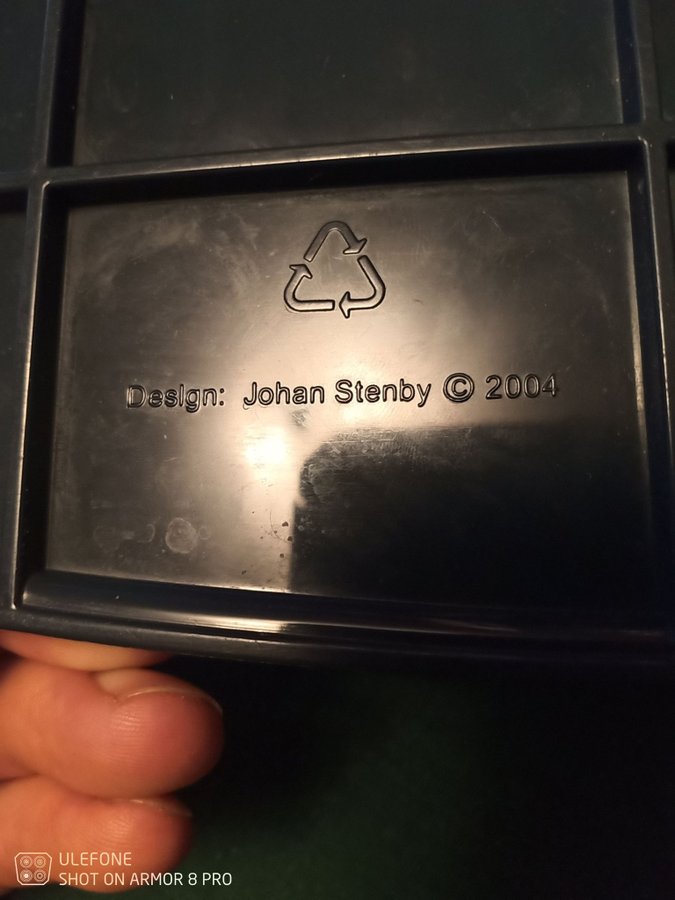 Design: Johan Stenby © 2004
ULEFONE
SHOT ON ARMOR 8 PRO